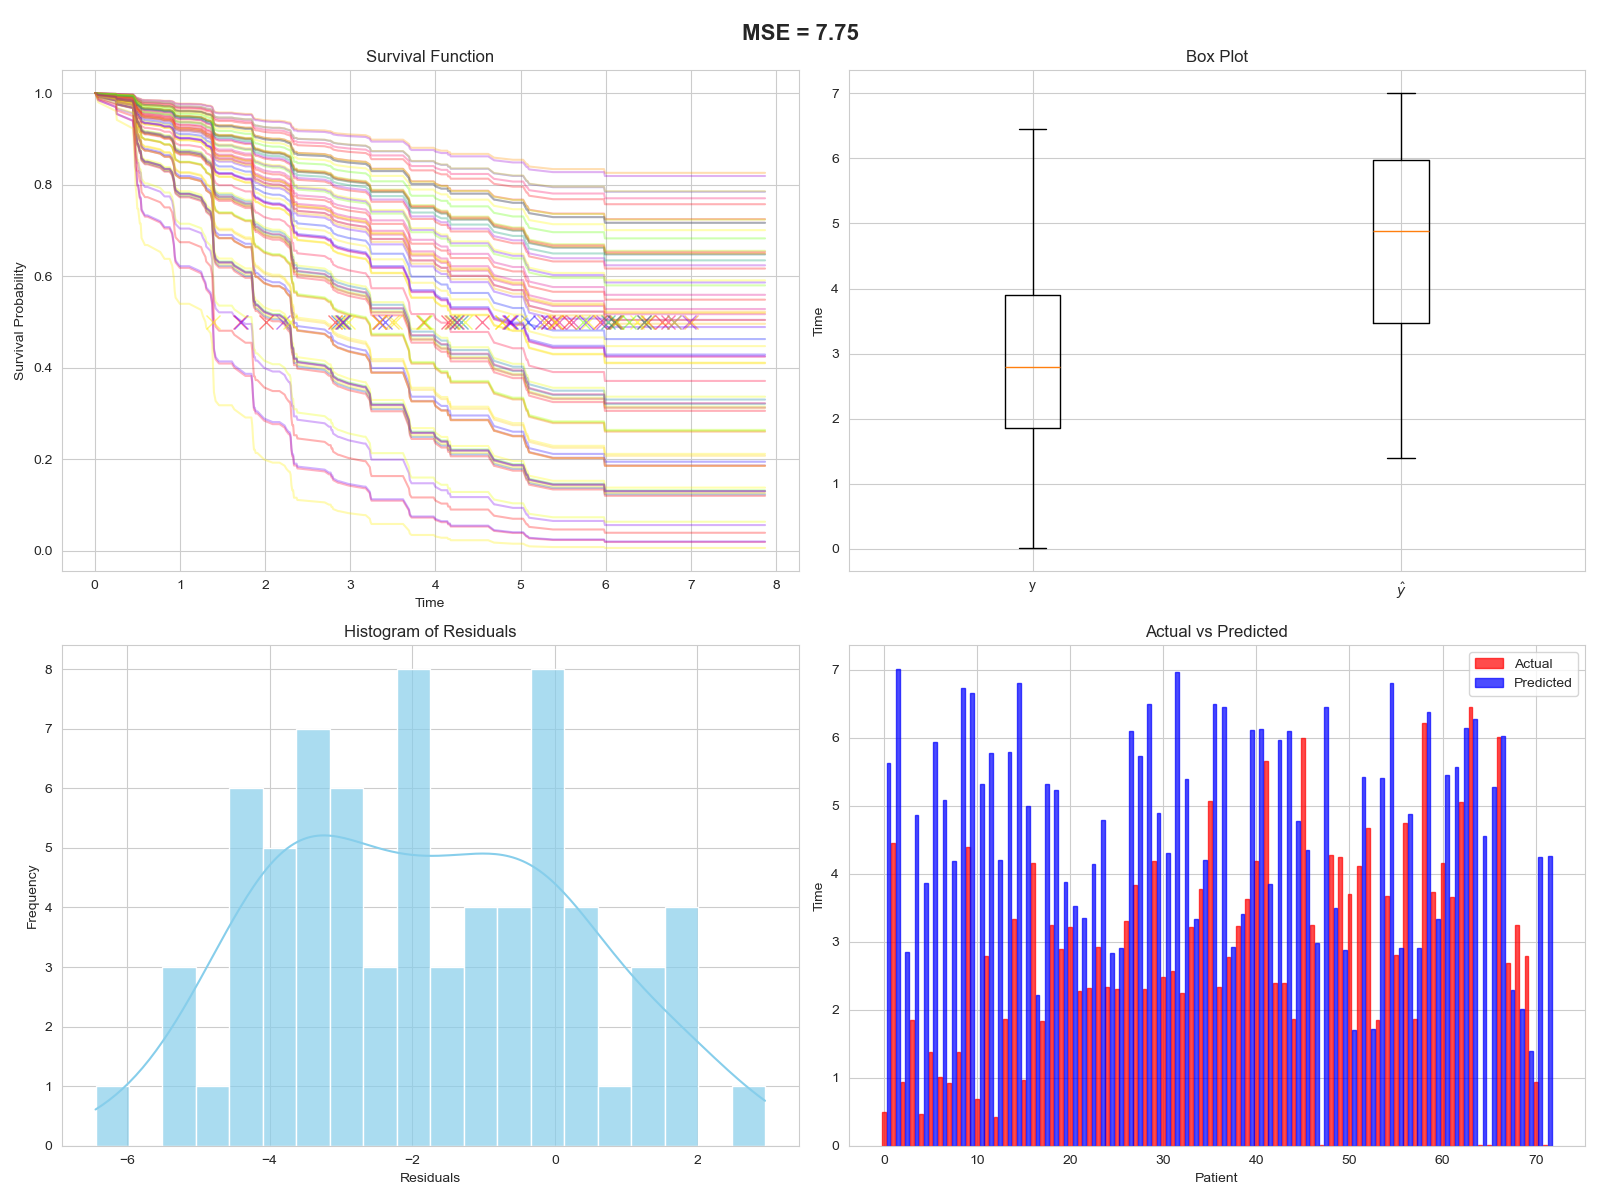 MSE = 7.75
Survival Function
Survival Probability
1.0
0.8
0.6
0.4
0.2
0.0
0 1 2 3 4 5 6 7 8
Time
Box Plot
Time
7
6
5
4
3
2
1
0
y ŷ
Histogram of Residuals
Frequency
8
7
6
5
4
3
2
1
0
−6 −4 −2 0 2
Residuals
Actual vs Predicted
Time
7
6
5
4
3
2
1
0
Actual
Predicted
0 10 20 30 40 50 60 70
Patient